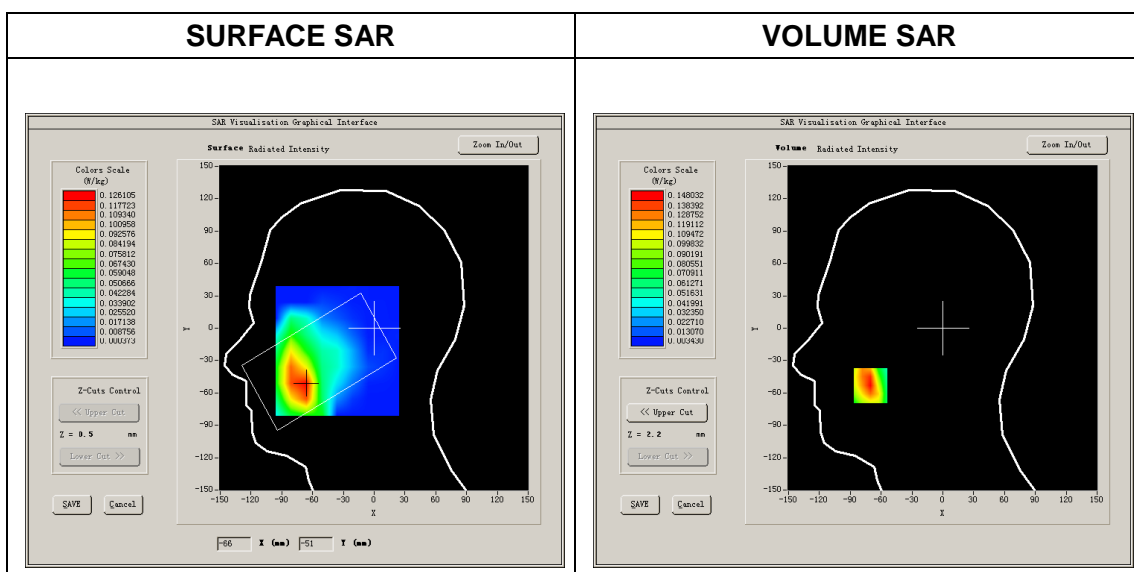 SURFACE SAR
VOLUME SAR
SAR Visualisation Graphical Interface
Surface Radiated Intensity
Zoom In/Out
Colors Scale
(W/kg)
0.126105
0.117723
0.109340
0.100958
0.092576
0.084194
0.075812
0.067430
0.059048
0.050666
0.042284
0.033902
0.025520
0.017138
0.008756
0.000373
Z-Cuts Control
<< Upper Cut
Z = 0.5 mm
Lower Cut >>
SAVE
Cancel
150
120
90
60
30
0
-30
-60
-90
-120
-150
Y
-150 -120 -90 -60 -30 0 30 60 90 120 150
X
-66 X (mm) -51 Y (mm)
SAR Visualisation Graphical Interface
Volume Radiated Intensity
Zoom In/Out
Colors Scale
(W/kg)
0.148032
0.138392
0.128752
0.119112
0.109472
0.099832
0.090191
0.080551
0.070911
0.061271
0.051631
0.041991
0.032350
0.022710
0.013070
0.003430
Z-Cuts Control
<< Upper Cut
Z = 2.2 mm
Lower Cut >>
SAVE
Cancel
150
120
90
60
30
0
-30
-60
-90
-120
-150
Y
-150 -120 -90 -60 -30 0 30 60 90 120 150
X